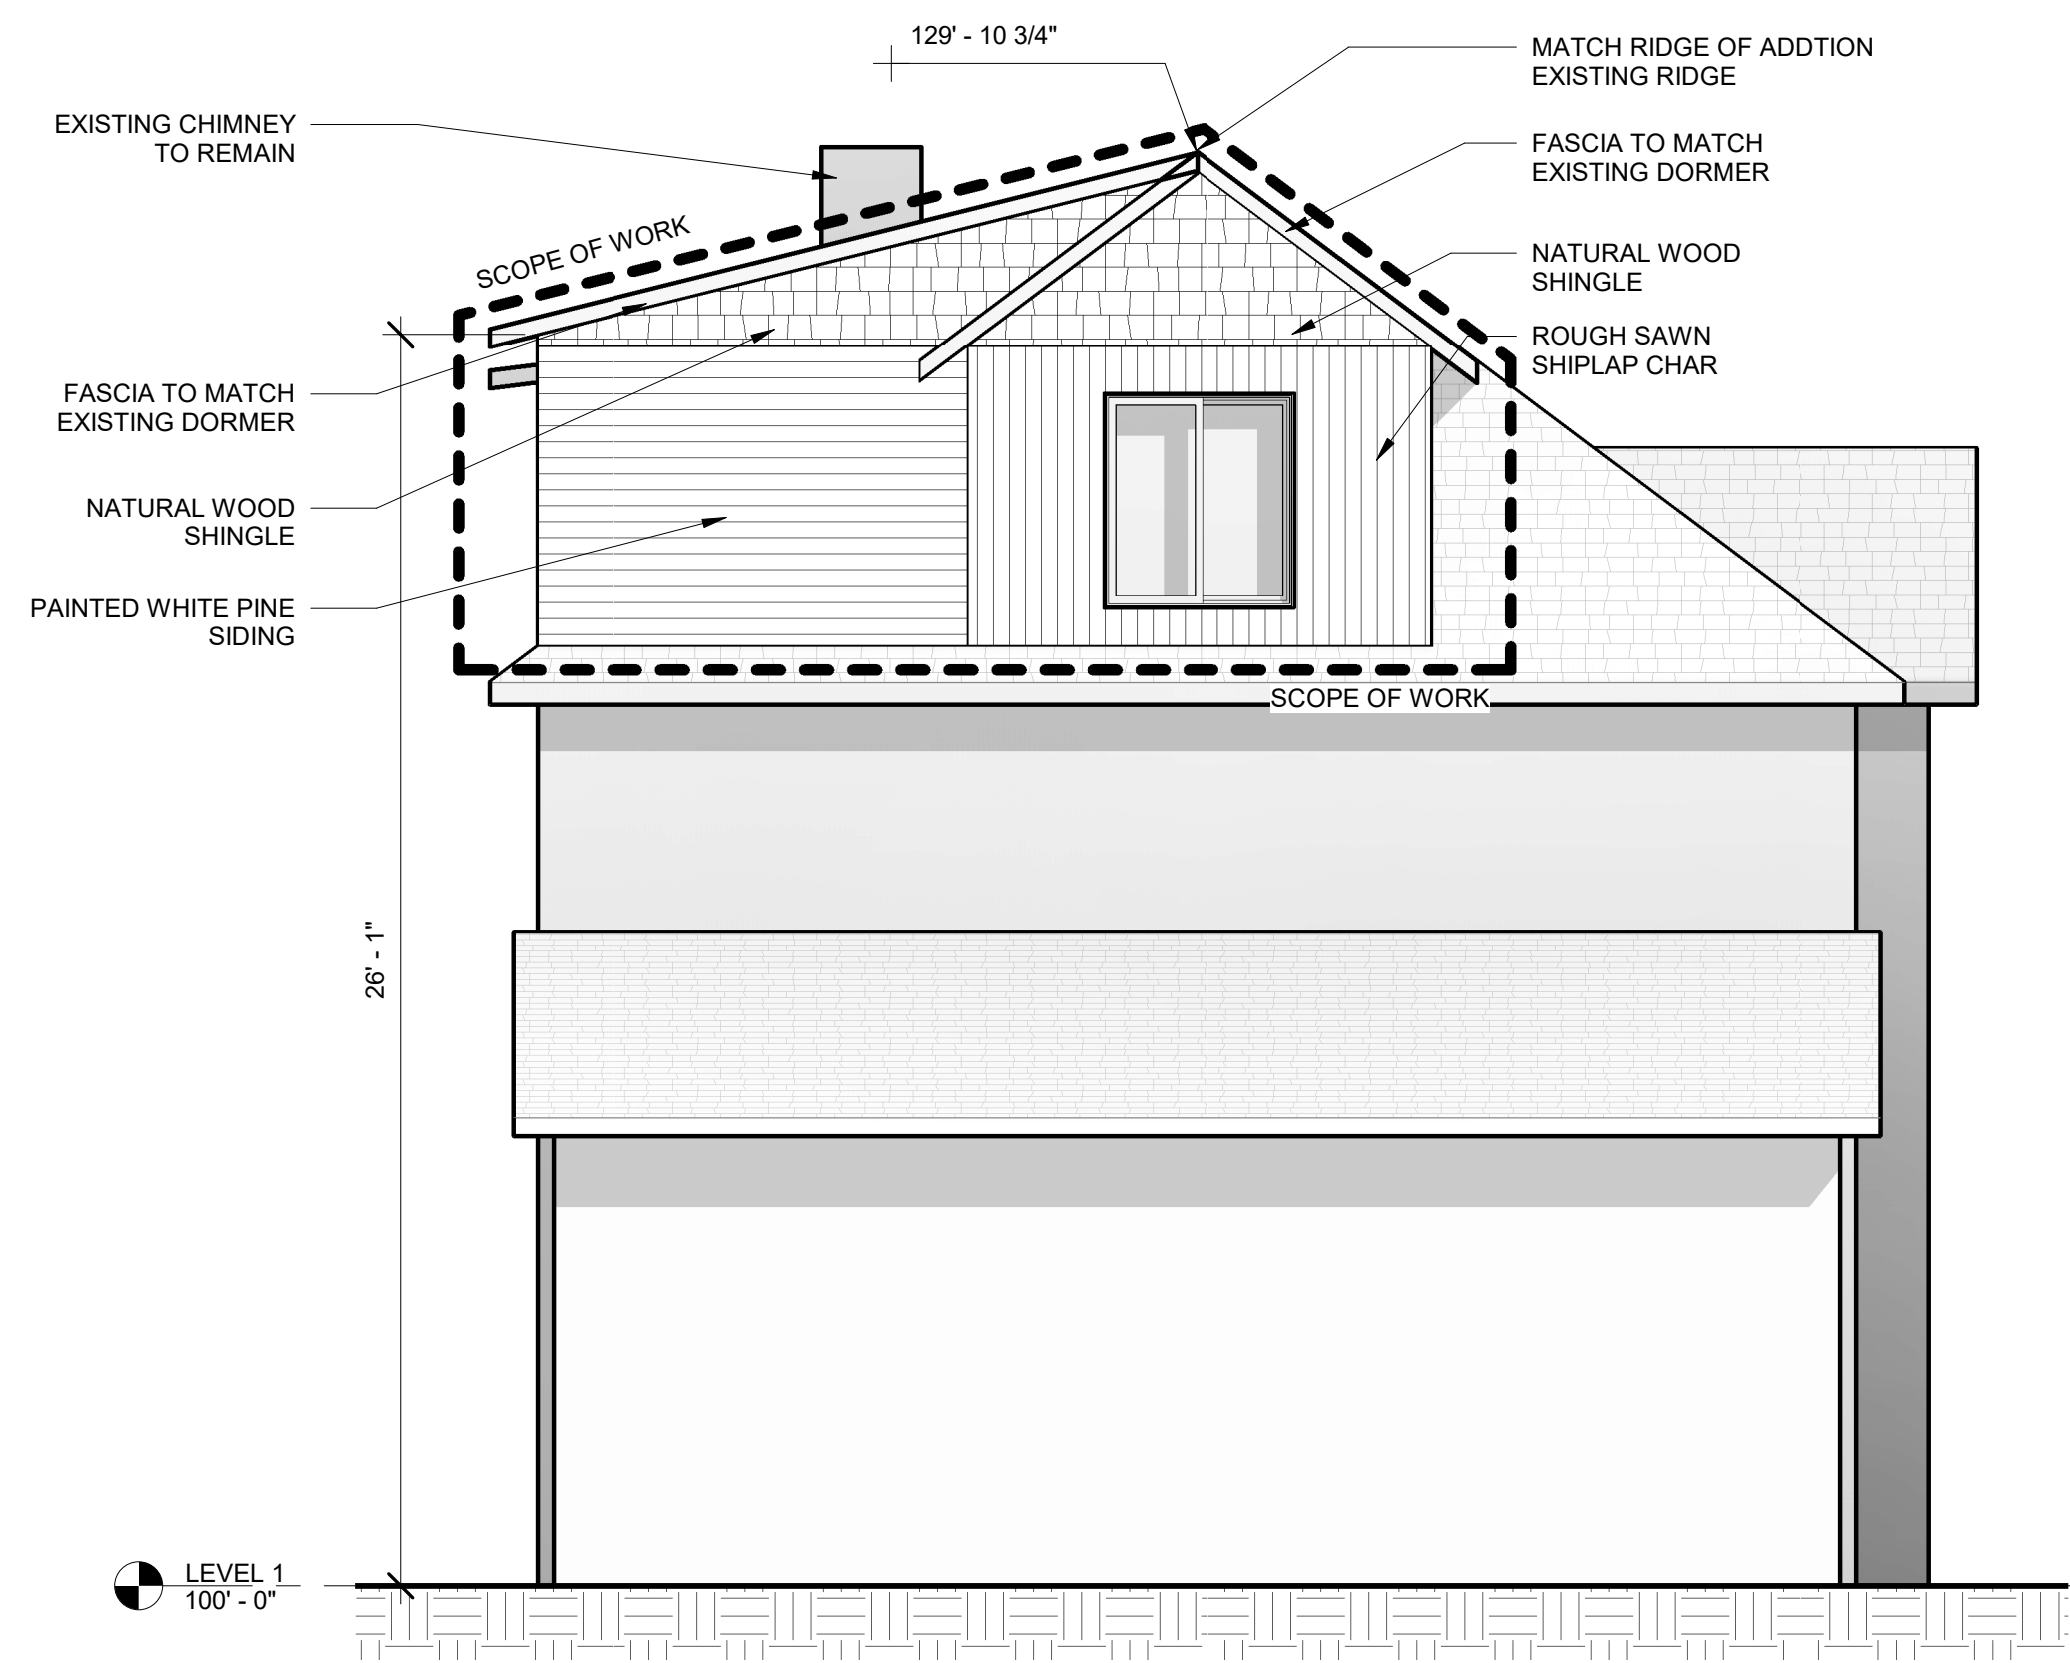 129' - 10 3/4"
MATCH RIDGE OF ADDTION
EXISTING RIDGE
EXISTING CHIMNEY
TO REMAIN
FASCIA TO MATCH
EXISTING DORMER
SCOPE OF WORK
NATURAL WOOD
SHINGLE
ROUGH SAWN
SHIPLAP CHAR
FASCIA TO MATCH
EXISTING DORMER
NATURAL WOOD
SHINGLE
PAINTED WHITE PINE
SIDING
SCOPE OF WORK
26' - 1"
LEVEL 1
100' - 0"